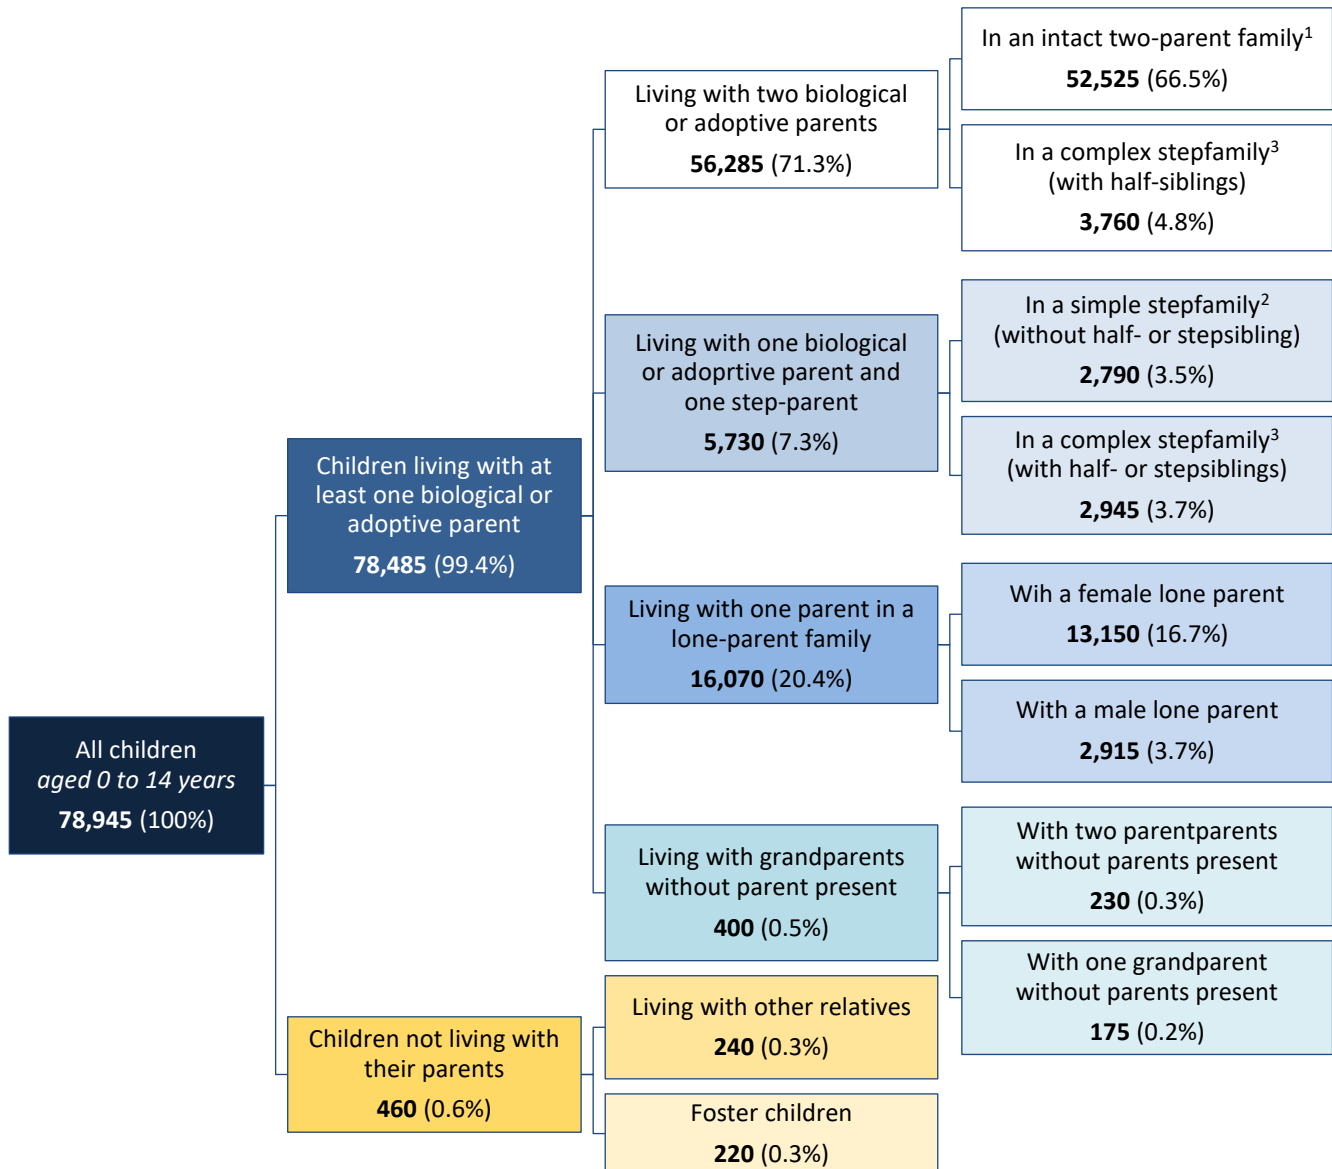 All children
aged 0 to 14 years
78,945 (100%)
Children living with at
least one biological or
adoptive parent
78,485 (99.4%)
Living with two biological
or adoptive parents
56,285 (71.3%)
In an intact two-parent family¹
52,525 (66.5%)
In a complex stepfamily³
(with half-siblings)
3,760 (4.8%)
Living with one biological
or adoprtive parent and
one step-parent
5,730 (7.3%)
In a simple stepfamily²
(without half- or stepsibling)
2,790 (3.5%)
In a complex stepfamily³
(with half- or stepsiblings)
2,945 (3.7%)
Living with one parent in a
lone-parent family
16,070 (20.4%)
Wih a female lone parent
13,150 (16.7%)
With a male lone parent
2,915 (3.7%)
Living with grandparents
without parent present
400 (0.5%)
With two parentparents
without parents present
230 (0.3%)
With one grandparent
without parents present
175 (0.2%)
Children not living with
their parents
460 (0.6%)
Living with other relatives
240 (0.3%)
Foster children
220 (0.3%)